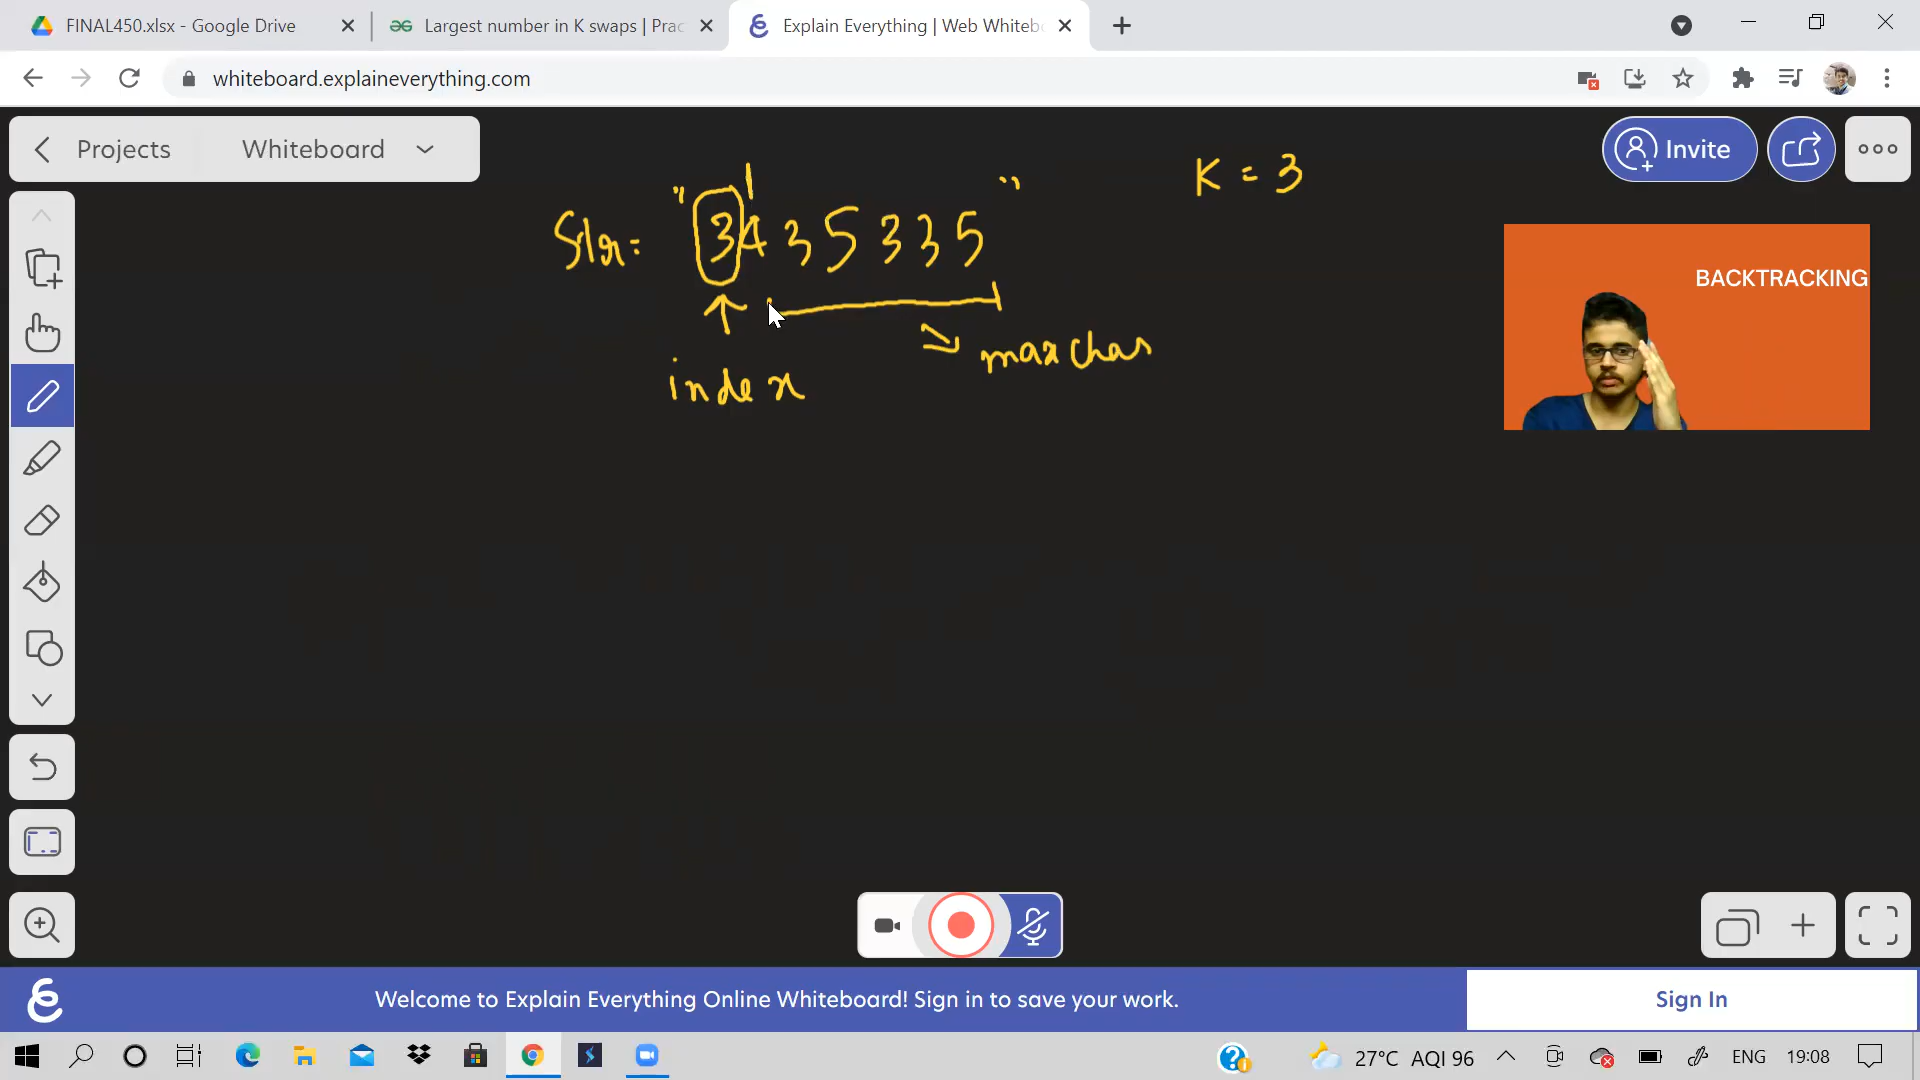 FINAL450.xlsx - Google Drive
Largest number in K swaps | Prac
Explain Everything | Web Whitebo
whiteboard.explaineverything.com
Projects
Whiteboard
Invite
Str= "3435335"
K = 3
BACKTRACKING
max char
index
Welcome to Explain Everything Online Whiteboard! Sign in to save your work.
Sign In
27°C AQI 96
ENG
19:08